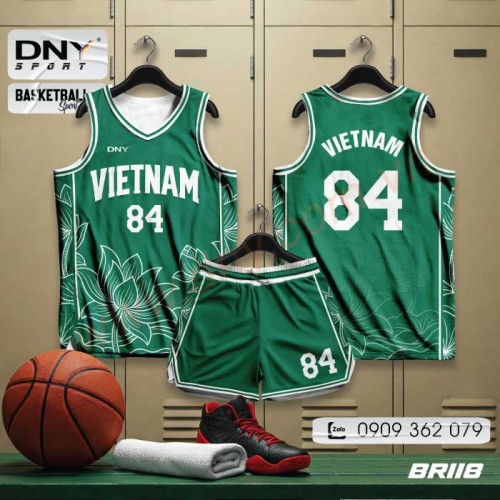 DNY
SPORT
BASKETBALL
Sport
DNY
VIETNAM
84
VIETNAM
84
84
Zalo
0909 362 079
BR118